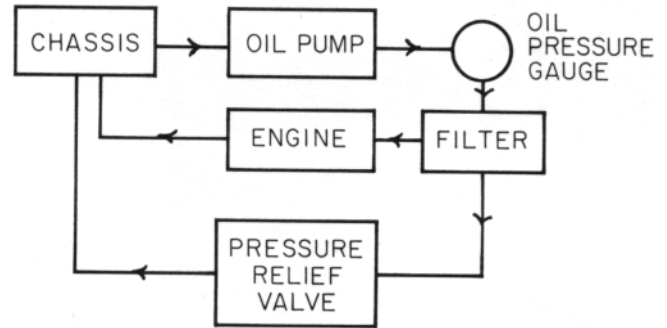 CHASSIS
OIL PUMP
OIL
PRESSURE
GAUGE
ENGINE
FILTER
PRESSURE
RELIEF
VALVE